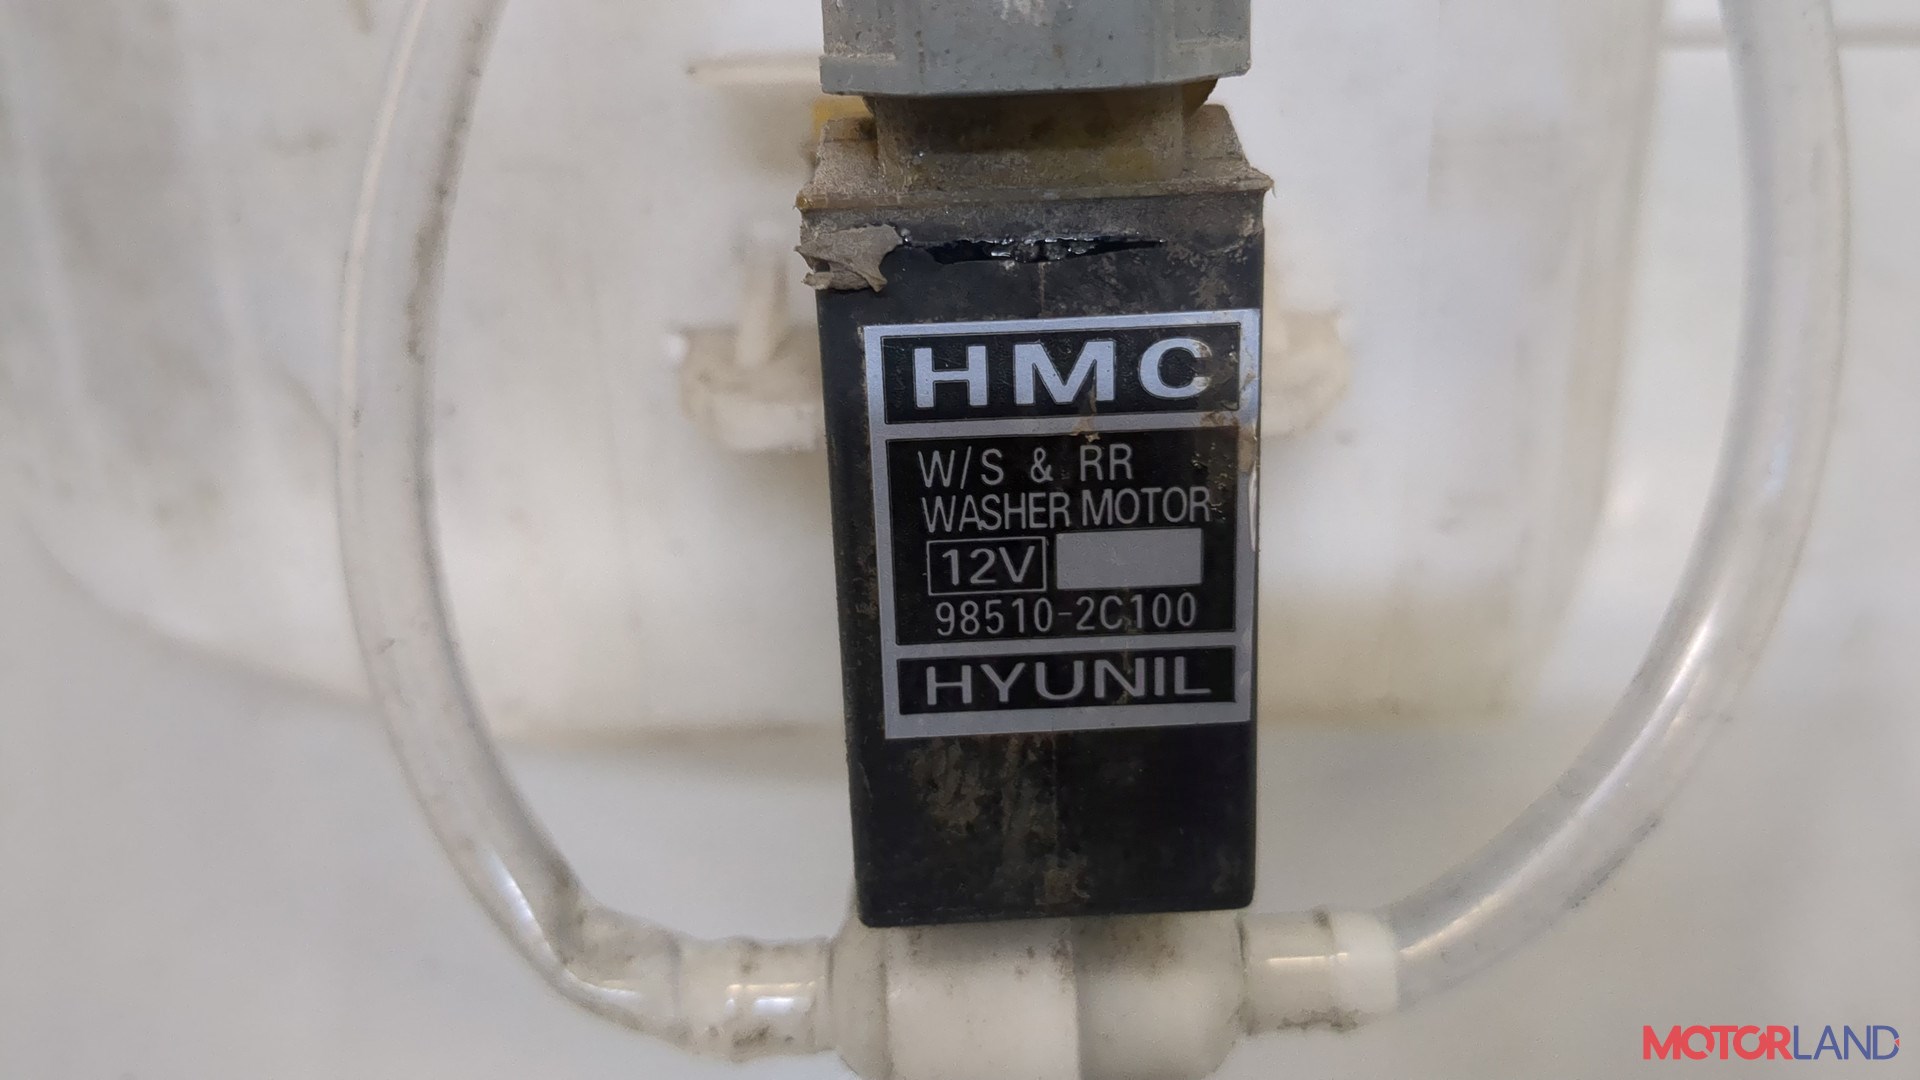 HMC
W/S & RR
WASHER MOTOR
12V
98510-2C100
HYUNIL
MOTORLAND